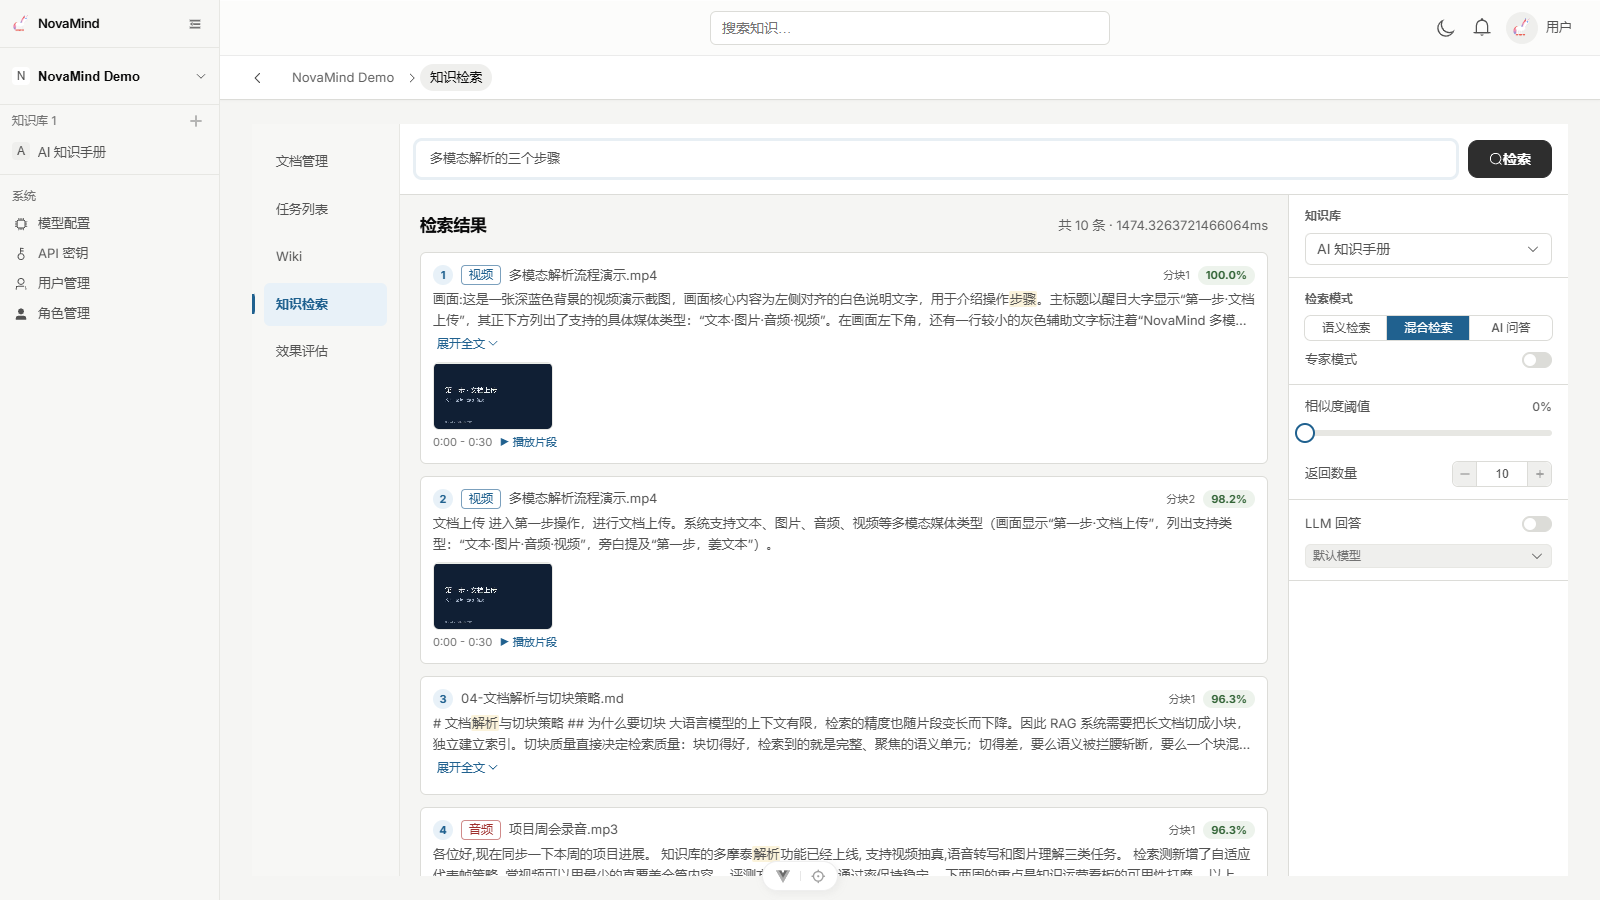 NovaMind
搜索知识...
用户
N NovaMind Demo
NovaMind Demo
知识检索
知识库 1
A AI 知识手册
系统
模型配置
API 密钥
用户管理
角色管理
文档管理
任务列表
Wiki
知识检索
效果评估
多模态解析的三个步骤
检索
检索结果
共 10 条 · 1474.3263721466064ms
1 视频 多模态解析流程演示.mp4 分块1 100.0%
画面:这是一张深蓝色背景的视频演示截图，画面核心内容为左侧对齐的白色说明文字，用于介绍操作步骤。主标题以醒目大字显示“第一步·文档
上传”，其正下方列出了支持的具体媒体类型：“文本·图片·音频·视频”。在画面左下角，还有一行较小的灰色辅助文字标注着“NovaMind 多模...
展开全文
0:00 - 0:30 播放片段
2 视频 多模态解析流程演示.mp4 分块2 98.2%
文档上传 进入第一步操作，进行文档上传。系统支持文本、图片、音频、视频等多模态媒体类型（画面显示“第一步·文档上传”，列出支持类
型：“文本·图片·音频·视频”，旁白提及“第一步，姜文本”）。
0:00 - 0:30 播放片段
3 04-文档解析与切块策略.md 分块1 96.3%
# 文档解析与切块策略 ## 为什么要切块 大语言模型的上下文有限，检索的精度也随片段变长而下降。因此 RAG 系统需要把长文档切成小块，
独立建立索引。切块质量直接决定检索质量：块切得好，检索到的就是完整、聚焦的语义单元；切得差，要么语义被拦腰斩断，要么一个块混...
展开全文
4 音频 项目周会录音.mp3 分块1 96.3%
各位好,现在同步一下本周的项目进展。 知识库的多摩泰解析功能已经上线, 支持视频抽真,语音转写和图片理解三类任务。 检索测新增了自适应
知识库
AI 知识手册
检索模式
语义检索 混合检索 AI 问答
专家模式
相似度阈值 0%
返回数量 10
LLM 回答
默认模型